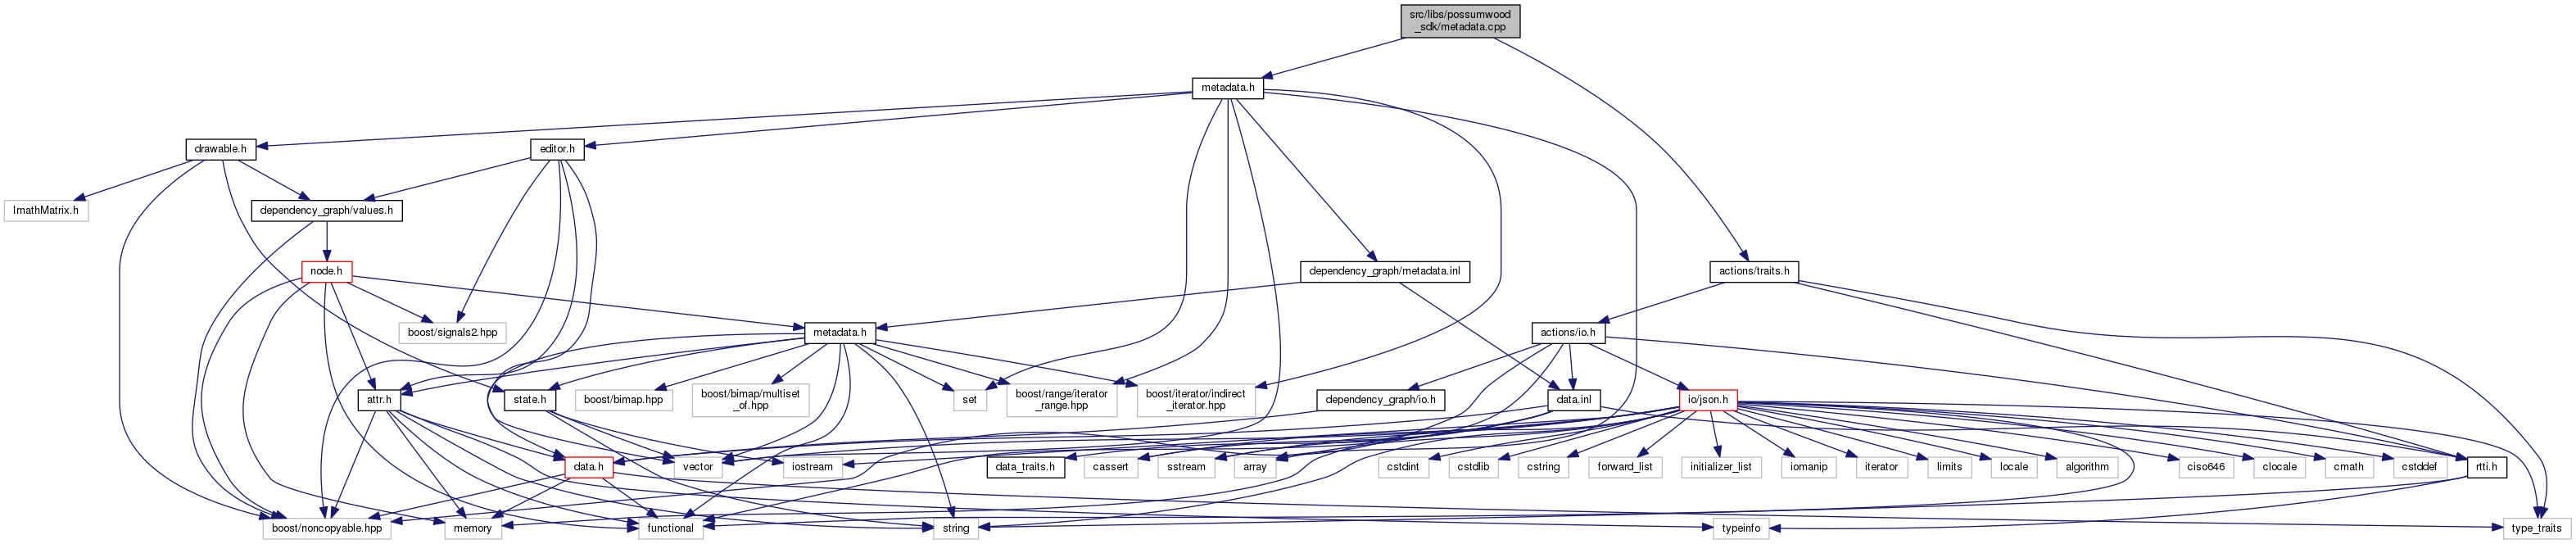 src/libs/possumwood
_sdk/metadata.cpp
metadata.h
drawable.h
editor.h
ImathMatrix.h
dependency_graph/values.h
node.h
dependency_graph/metadata.inl
actions/traits.h
boost/signals2.hpp
metadata.h
actions/io.h
attr.h
state.h
boost/bimap.hpp
boost/bimap/multiset
_of.hpp
set
boost/range/iterator
_range.hpp
boost/iterator/indirect
_iterator.hpp
dependency_graph/io.h
data.inl
io/json.h
data.h
vector
iostream
data_traits.h
cassert
sstream
array
cstdint
cstdlib
cstring
forward_list
initializer_list
iomanip
iterator
limits
locale
algorithm
ciso646
clocale
cmath
cstddef
rtti.h
boost/noncopyable.hpp
memory
functional
string
typeinfo
type_traits